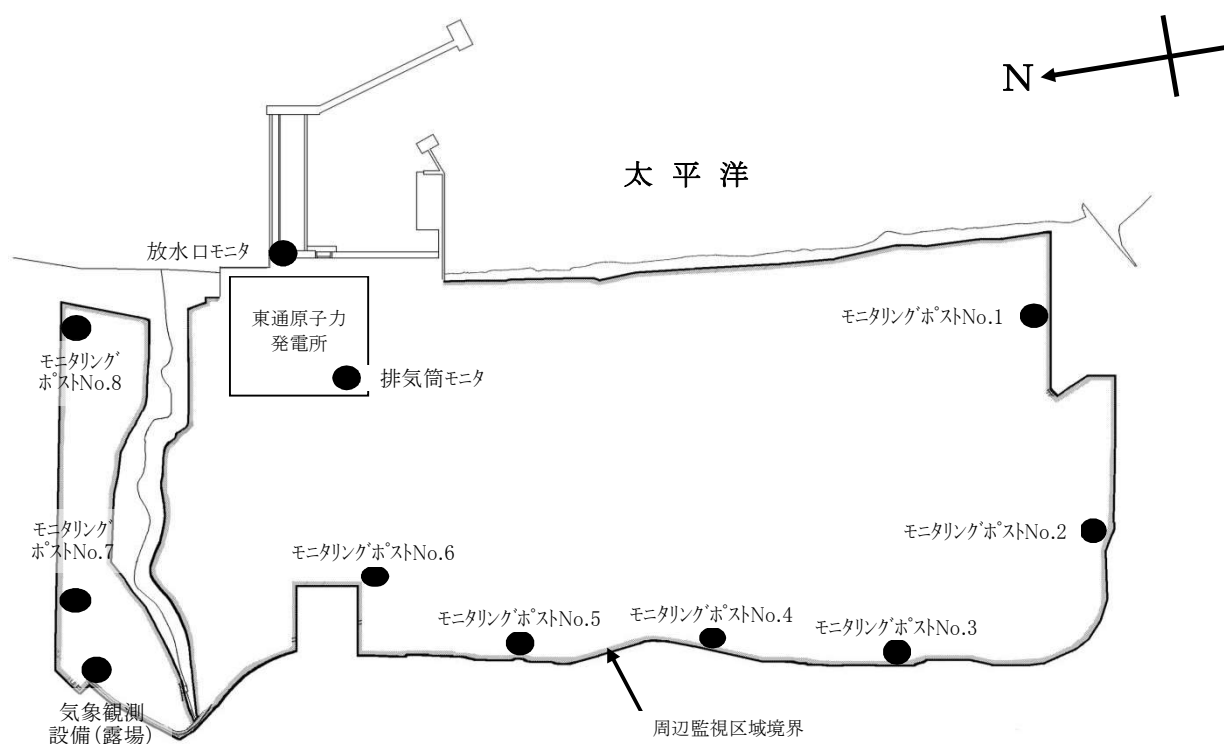 N
太平洋
放水口モニタ
東通原子力
発電所
排気筒モニタ
モニタリングポストNo.1
モニタリング
ポストNo.8
モニタリングポストNo.2
モニタリング
ポストNo.7
モニタリングポストNo.6
モニタリングポストNo.5
モニタリングポストNo.4
モニタリングポストNo.3
気象観測
設備(露場)
周辺監視区域境界